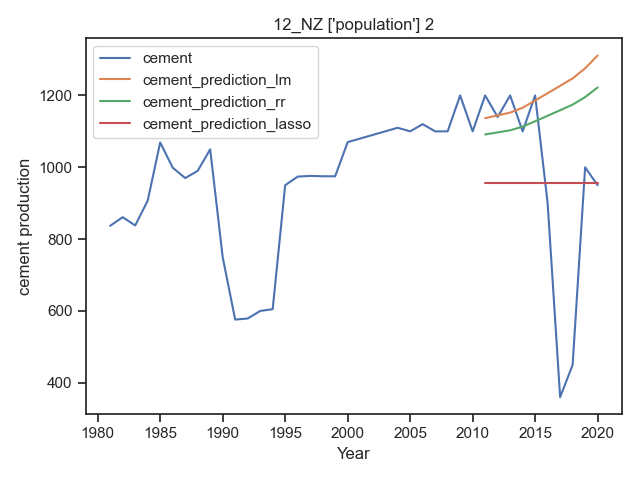 12_NZ ['population'] 2
cement
cement_prediction_lm
cement_prediction_rr
cement_prediction_lasso
1200
1000
800
600
400
cement production
1980 1985 1990 1995 2000 2005 2010 2015 2020
Year